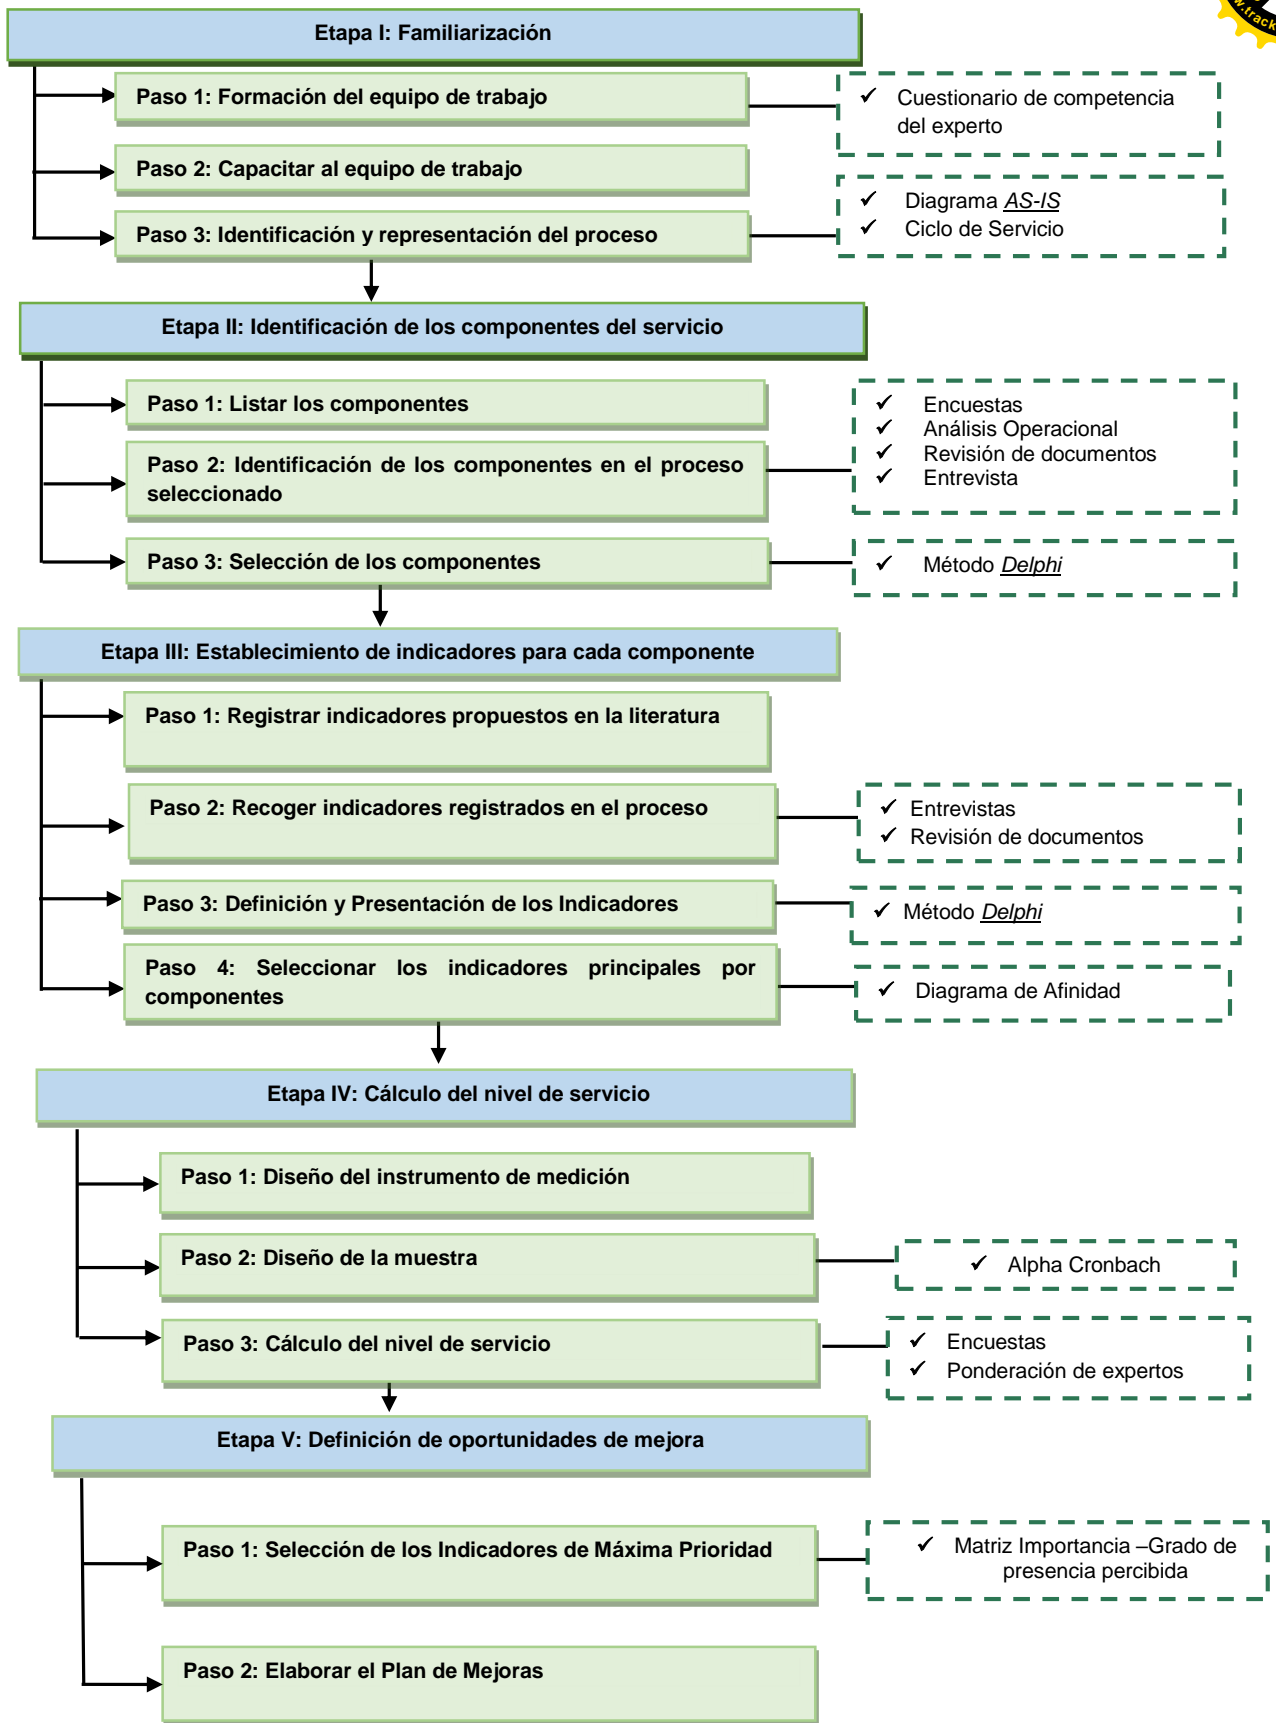 Etapa I: Familiarización
Paso 1: Formación del equipo de trabajo
✓ Cuestionario de competencia
del experto
Paso 2: Capacitar al equipo de trabajo
Paso 3: Identificación y representación del proceso
✓ Diagrama AS-IS
✓ Ciclo de Servicio
Etapa II: Identificación de los componentes del servicio
Paso 1: Listar los componentes
Paso 2: Identificación de los componentes en el proceso
seleccionado
✓ Encuestas
✓ Análisis Operacional
✓ Revisión de documentos
✓ Entrevista
Paso 3: Selección de los componentes
✓ Método Delphi
Etapa III: Establecimiento de indicadores para cada componente
Paso 1: Registrar indicadores propuestos en la literatura
Paso 2: Recoger indicadores registrados en el proceso
✓ Entrevistas
✓ Revisión de documentos
Paso 3: Definición y Presentación de los Indicadores
✓ Método Delphi
Paso 4: Seleccionar los indicadores principales por
componentes
✓ Diagrama de Afinidad
Etapa IV: Cálculo del nivel de servicio
Paso 1: Diseño del instrumento de medición
Paso 2: Diseño de la muestra
✓ Alpha Cronbach
Paso 3: Cálculo del nivel de servicio
✓ Encuestas
✓ Ponderación de expertos
Etapa V: Definición de oportunidades de mejora
Paso 1: Selección de los Indicadores de Máxima Prioridad
✓ Matriz Importancia –Grado de
presencia percibida
Paso 2: Elaborar el Plan de Mejoras